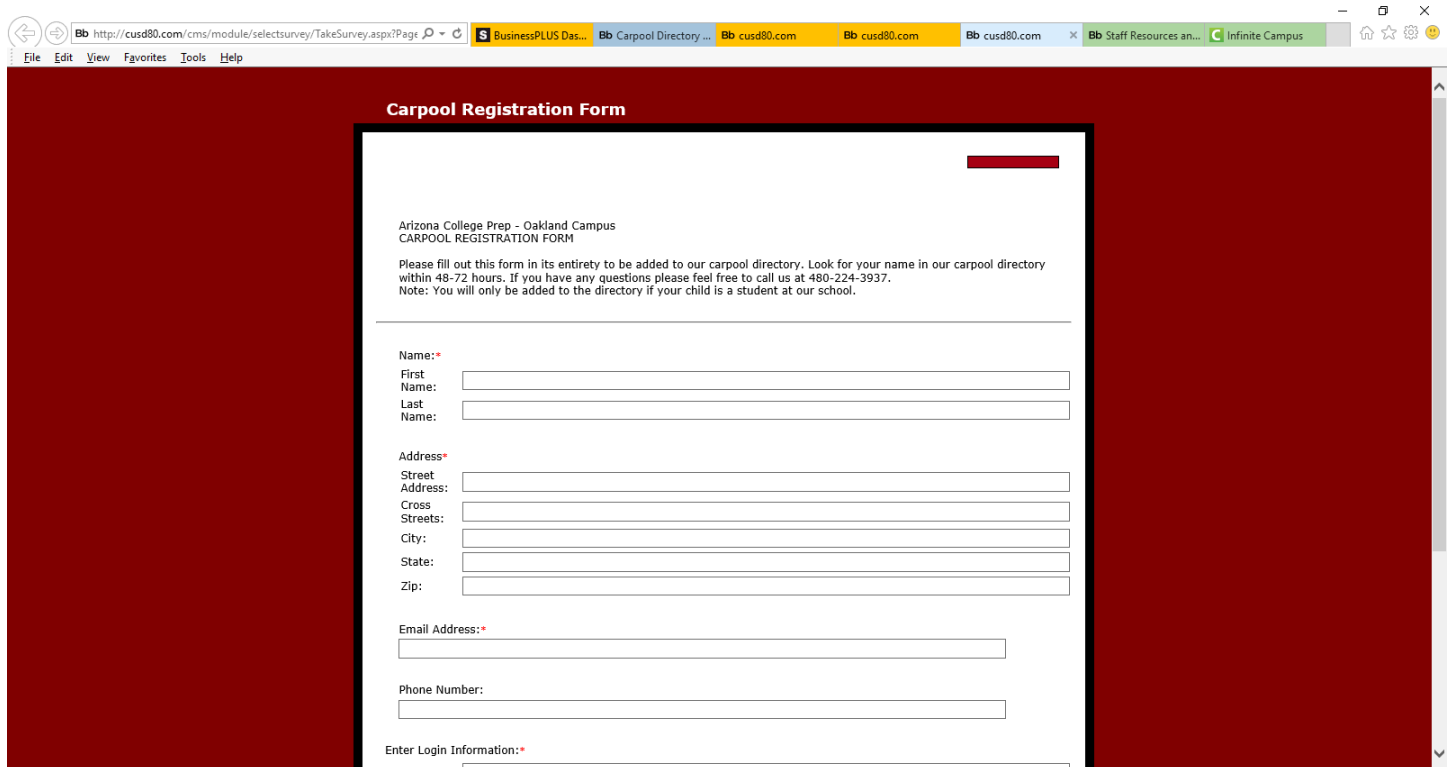 Bb http://cusd80.com/cms/module/selectsurvey/TakeSurvey.aspx?Page
S BusinessPLUS Das...
Bb Carpool Directory ...
Bb cusd80.com
Bb cusd80.com
Bb cusd80.com
Bb Staff Resources an...
C Infinite Campus
File Edit View Favorites Tools Help
Carpool Registration Form
Arizona College Prep - Oakland Campus
CARPOOL REGISTRATION FORM
Please fill out this form in its entirety to be added to our carpool directory. Look for your name in our carpool directory
within 48-72 hours. If you have any questions please feel free to call us at 480-224-3937.
Note: You will only be added to the directory if your child is a student at our school.
Name:*
First
Name:
Last
Name:
Address*
Street
Address:
Cross
Streets:
City:
State:
Zip:
Email Address:*
Phone Number:
Enter Login Information:*